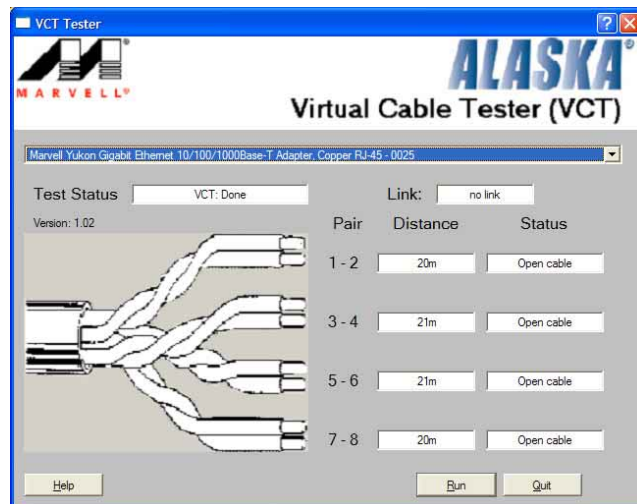 VCT Tester
MARVELL®
ALASKA®
Virtual Cable Tester (VCT)
Marvell Yukon Gigabit Ethernet 10/100/1000Base-T Adapter, Copper RJ-45 - 0025
Test Status VCT: Done Link: no link
Version: 1.02 Pair Distance Status
1 - 2 20m Open cable
3 - 4 21m Open cable
5 - 6 21m Open cable
7 - 8 20m Open cable
Help Run Quit